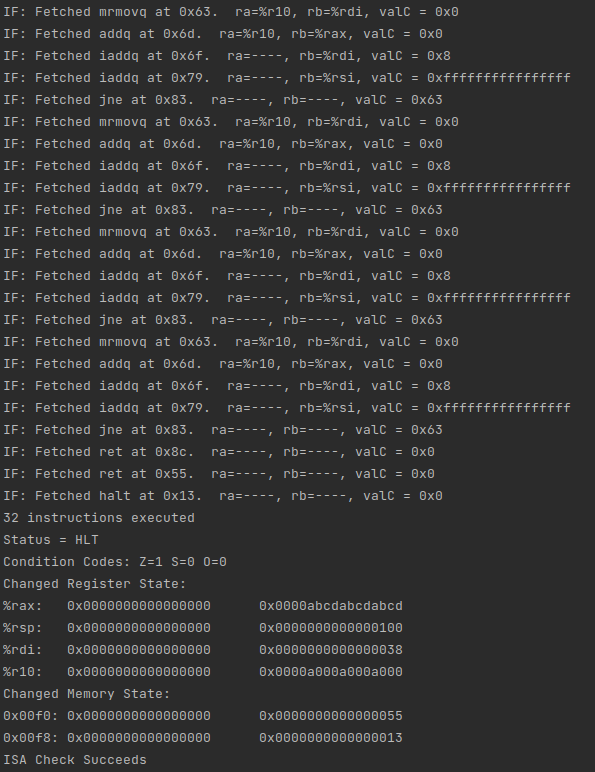 IF: Fetched mrmovq at 0x63.  ra=%r10, rb=%rdi, valC = 0x0
IF: Fetched addq at 0x6d.  ra=%r10, rb=%rax, valC = 0x0
IF: Fetched iaddq at 0x6f.  ra=----, rb=%rdi, valC = 0x8
IF: Fetched iaddq at 0x79.  ra=----, rb=%rsi, valC = 0xffffffffffffffff
IF: Fetched jne at 0x83.  ra=----, rb=----, valC = 0x63
IF: Fetched mrmovq at 0x63.  ra=%r10, rb=%rdi, valC = 0x0
IF: Fetched addq at 0x6d.  ra=%r10, rb=%rax, valC = 0x0
IF: Fetched iaddq at 0x6f.  ra=----, rb=%rdi, valC = 0x8
IF: Fetched iaddq at 0x79.  ra=----, rb=%rsi, valC = 0xffffffffffffffff
IF: Fetched jne at 0x83.  ra=----, rb=----, valC = 0x63
IF: Fetched mrmovq at 0x63.  ra=%r10, rb=%rdi, valC = 0x0
IF: Fetched addq at 0x6d.  ra=%r10, rb=%rax, valC = 0x0
IF: Fetched iaddq at 0x6f.  ra=----, rb=%rdi, valC = 0x8
IF: Fetched iaddq at 0x79.  ra=----, rb=%rsi, valC = 0xffffffffffffffff
IF: Fetched jne at 0x83.  ra=----, rb=----, valC = 0x63
IF: Fetched mrmovq at 0x63.  ra=%r10, rb=%rdi, valC = 0x0
IF: Fetched addq at 0x6d.  ra=%r10, rb=%rax, valC = 0x0
IF: Fetched iaddq at 0x6f.  ra=----, rb=%rdi, valC = 0x8
IF: Fetched iaddq at 0x79.  ra=----, rb=%rsi, valC = 0xffffffffffffffff
IF: Fetched jne at 0x83.  ra=----, rb=----, valC = 0x63
IF: Fetched ret at 0x8c.  ra=----, rb=----, valC = 0x0
IF: Fetched ret at 0x55.  ra=----, rb=----, valC = 0x0
IF: Fetched halt at 0x13.  ra=----, rb=----, valC = 0x0
32 instructions executed
Status = HLT
Condition Codes: Z=1 S=0 O=0
Changed Register State:
%rax:   0x0000000000000000      0x0000abcdabcdabcd
%rsp:   0x0000000000000000      0x0000000000000100
%rdi:   0x0000000000000000      0x0000000000000038
%r10:   0x0000000000000000      0x0000a000a000a000
Changed Memory State:
0x00f0: 0x0000000000000000      0x0000000000000055
0x00f8: 0x0000000000000000      0x0000000000000013
ISA Check Succeeds